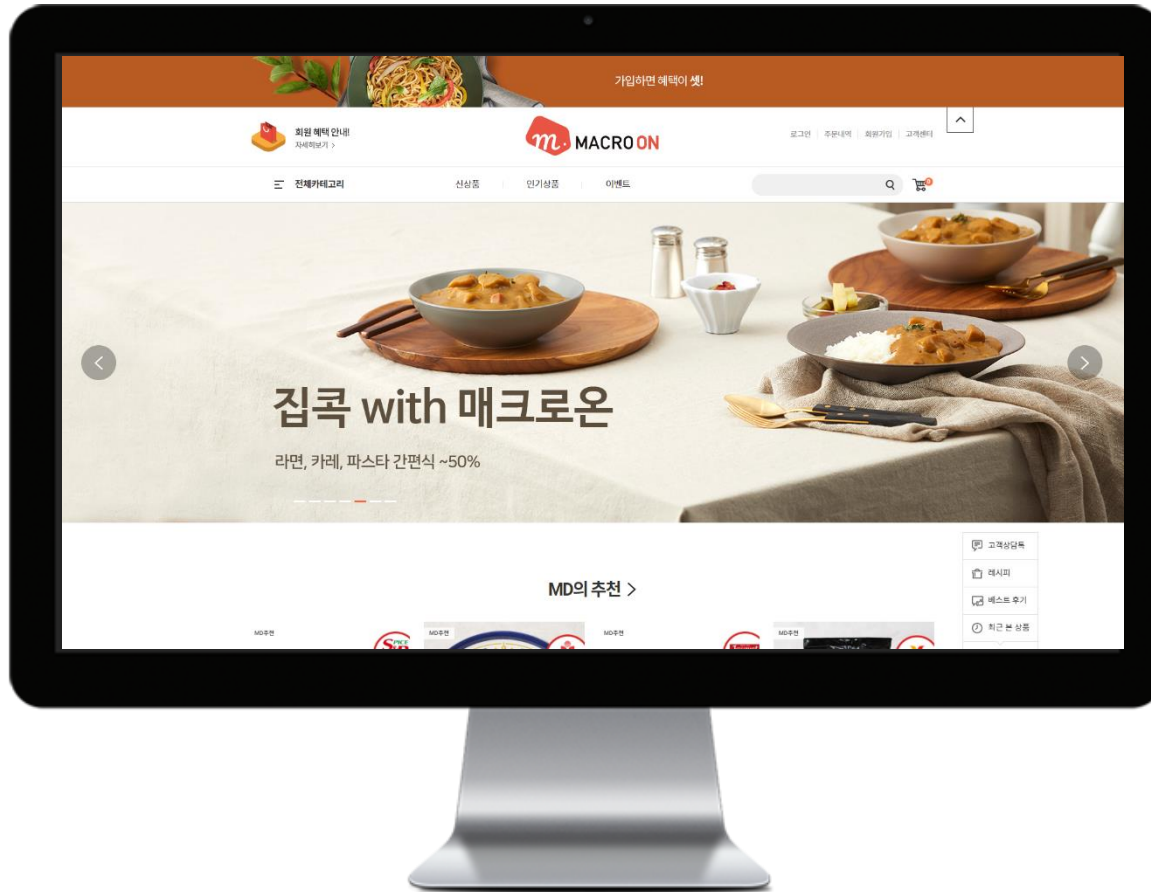 가입하면 혜택이 셋!
회원 혜택 안내!
자세히보기 >
m. MACRO ON
로그인 | 주문내역 | 회원가입 | 고객센터
전체카테고리
신상품 | 인기상품 | 이벤트
0
집콕 with 매크로온
라면, 카레, 파스타 간편식 ~50%
고객상담톡
레시피
MD의 추천 >
베스트 후기
최근 본 상품
MD추천
MD추천
MD추천
MD추천
SPICE